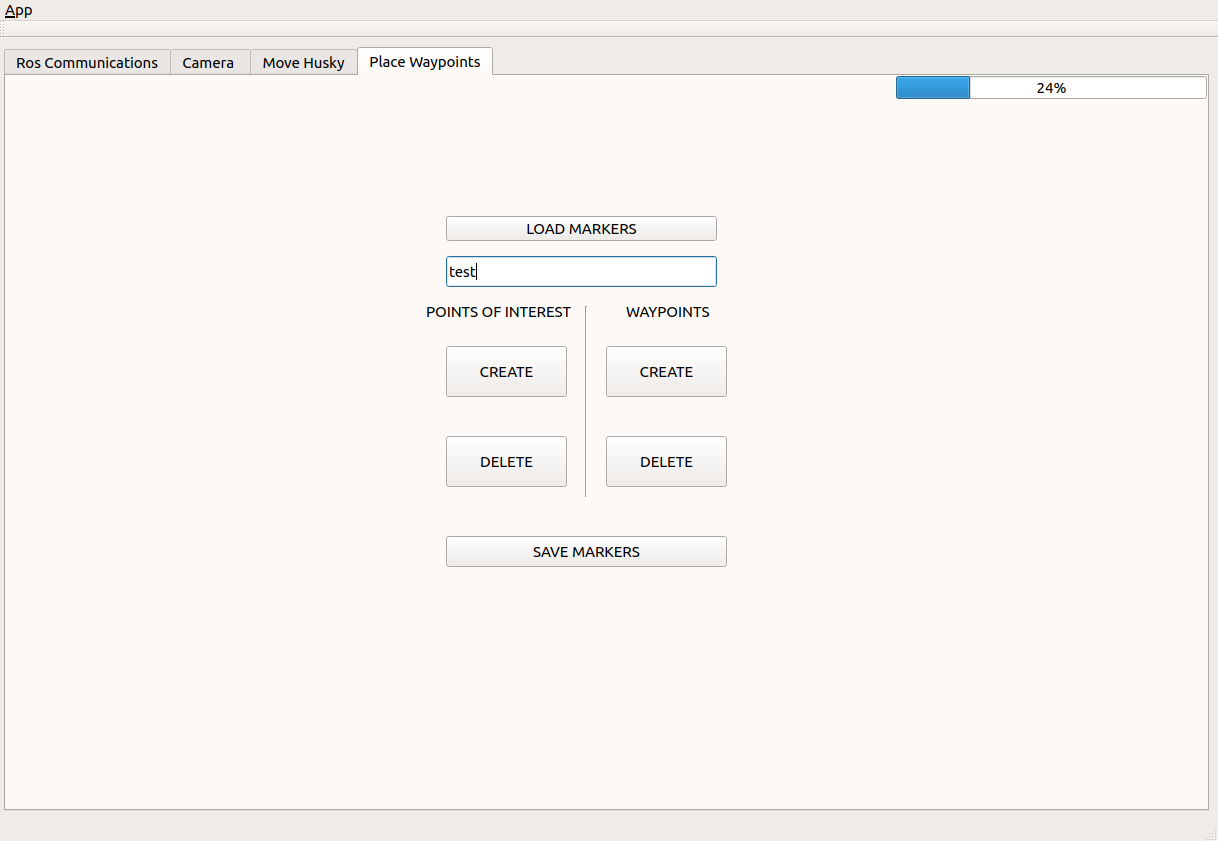 App
Ros Communications Camera Move Husky Place Waypoints
24%
LOAD MARKERS
test
POINTS OF INTEREST WAYPOINTS
CREATE CREATE
DELETE DELETE
SAVE MARKERS